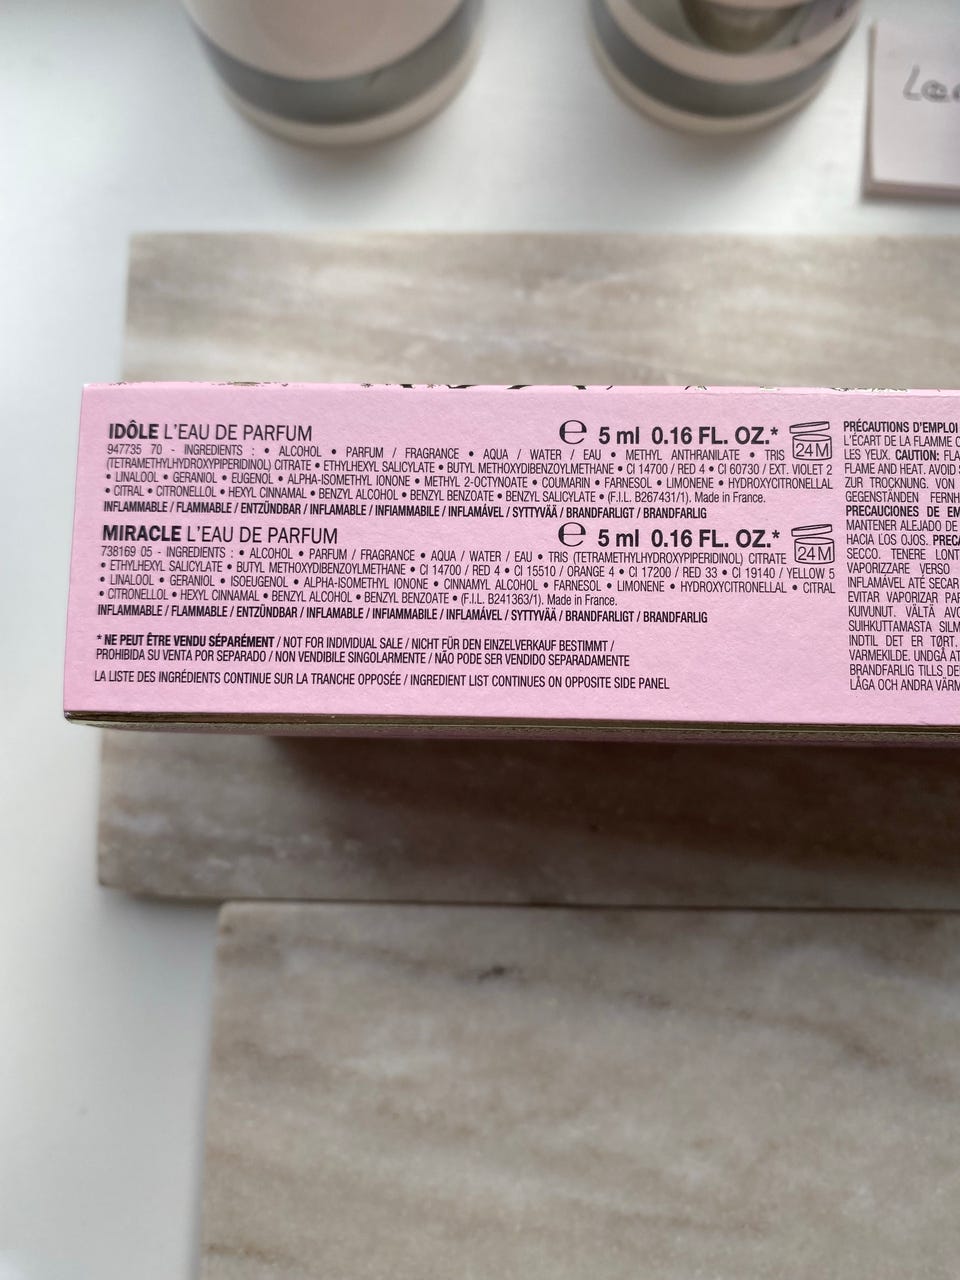 IDÔLE L'EAU DE PARFUM
℮ 5 ml 0.16 FL. OZ.*
24M
947735 70 - INGREDIENTS : • ALCOHOL • PARFUM / FRAGRANCE • AQUA / WATER / EAU • METHYL ANTHRANILATE • TRIS
(TETRAMETHYLHYDROXYPIPERIDINOL) CITRATE • ETHYLHEXYL SALICYLATE • BUTYL METHOXYDIBENZOYLMETHANE • CI 14700 / RED 4 • CI 60730 / EXT. VIOLET 2
• LINALOOL • GERANIOL • EUGENOL • ALPHA-ISOMETHYL IONONE • METHYL 2-OCTYNOATE • COUMARIN • FARNESOL • LIMONENE • HYDROXYCITRONELLAL
• CITRAL • CITRONELLOL • HEXYL CINNAMAL • BENZYL ALCOHOL • BENZYL BENZOATE • BENZYL SALICYLATE • (F.I.L. B267431/1). Made in France.
INFLAMMABLE / FLAMMABLE / ENTZÜNDBAR / INFLAMABLE / INFIAMMABILE / INFLAMÁVEL / SYTTYVÄÄ / BRANDFARLIGT / BRANDFARLIG
MIRACLE L'EAU DE PARFUM
℮ 5 ml 0.16 FL. OZ.*
24M
738169 05 - INGREDIENTS : • ALCOHOL • PARFUM / FRAGRANCE • AQUA / WATER / EAU • TRIS (TETRAMETHYLHYDROXYPIPERIDINOL) CITRATE
• ETHYLHEXYL SALICYLATE • BUTYL METHOXYDIBENZOYLMETHANE • CI 14700 / RED 4 • CI 15510 / ORANGE 4 • CI 17200 / RED 33 • CI 19140 / YELLOW 5
• LINALOOL • GERANIOL • ISOEUGENOL • ALPHA-ISOMETHYL IONONE • CINNAMYL ALCOHOL • FARNESOL • LIMONENE • HYDROXYCITRONELLAL • CITRAL
• CITRONELLOL • HEXYL CINNAMAL • BENZYL ALCOHOL • BENZYL BENZOATE • (F.I.L. B241363/1). Made in France.
INFLAMMABLE / FLAMMABLE / ENTZÜNDBAR / INFLAMABLE / INFIAMMABILE / INFLAMÁVEL / SYTTYVÄÄ / BRANDFARLIGT / BRANDFARLIG
* NE PEUT ÊTRE VENDU SÉPARÉMENT / NOT FOR INDIVIDUAL SALE / NICHT FÜR DEN EINZELVERKAUF BESTIMMT /
PROHIBIDA SU VENTA POR SEPARADO / NON VENDIBILE SINGOLARMENTE / NÃO PODE SER VENDIDO SEPARADAMENTE
LA LISTE DES INGRÉDIENTS CONTINUE SUR LA TRANCHE OPPOSÉE / INGREDIENT LIST CONTINUES ON OPPOSITE SIDE PANEL
PRÉCAUTIONS D'EMPLOI
L'ÉCART DE LA FLAMME
LES YEUX. CAUTION:
FLAME AND HEAT. AVOID
ZUR TROCKNUNG. VON
GEGENSTÄNDEN
PRECAUCIONES DE
MANTENER ALEJADO DE
HACIA LOS OJOS.
SECCO. TENERE
VAPORIZZARE VERSO
INFLAMÁVEL ATÉ SECAR
EVITAR VAPORIZAR
KUIVUNUT. VÄLTÄ
SUIHKUTTAMASTA
INDTIL DET ER TØRT.
VARMEKILDE. UNDGÅ AT
BRANDFARLIG TILLS
LÅGA OCH ANDRA